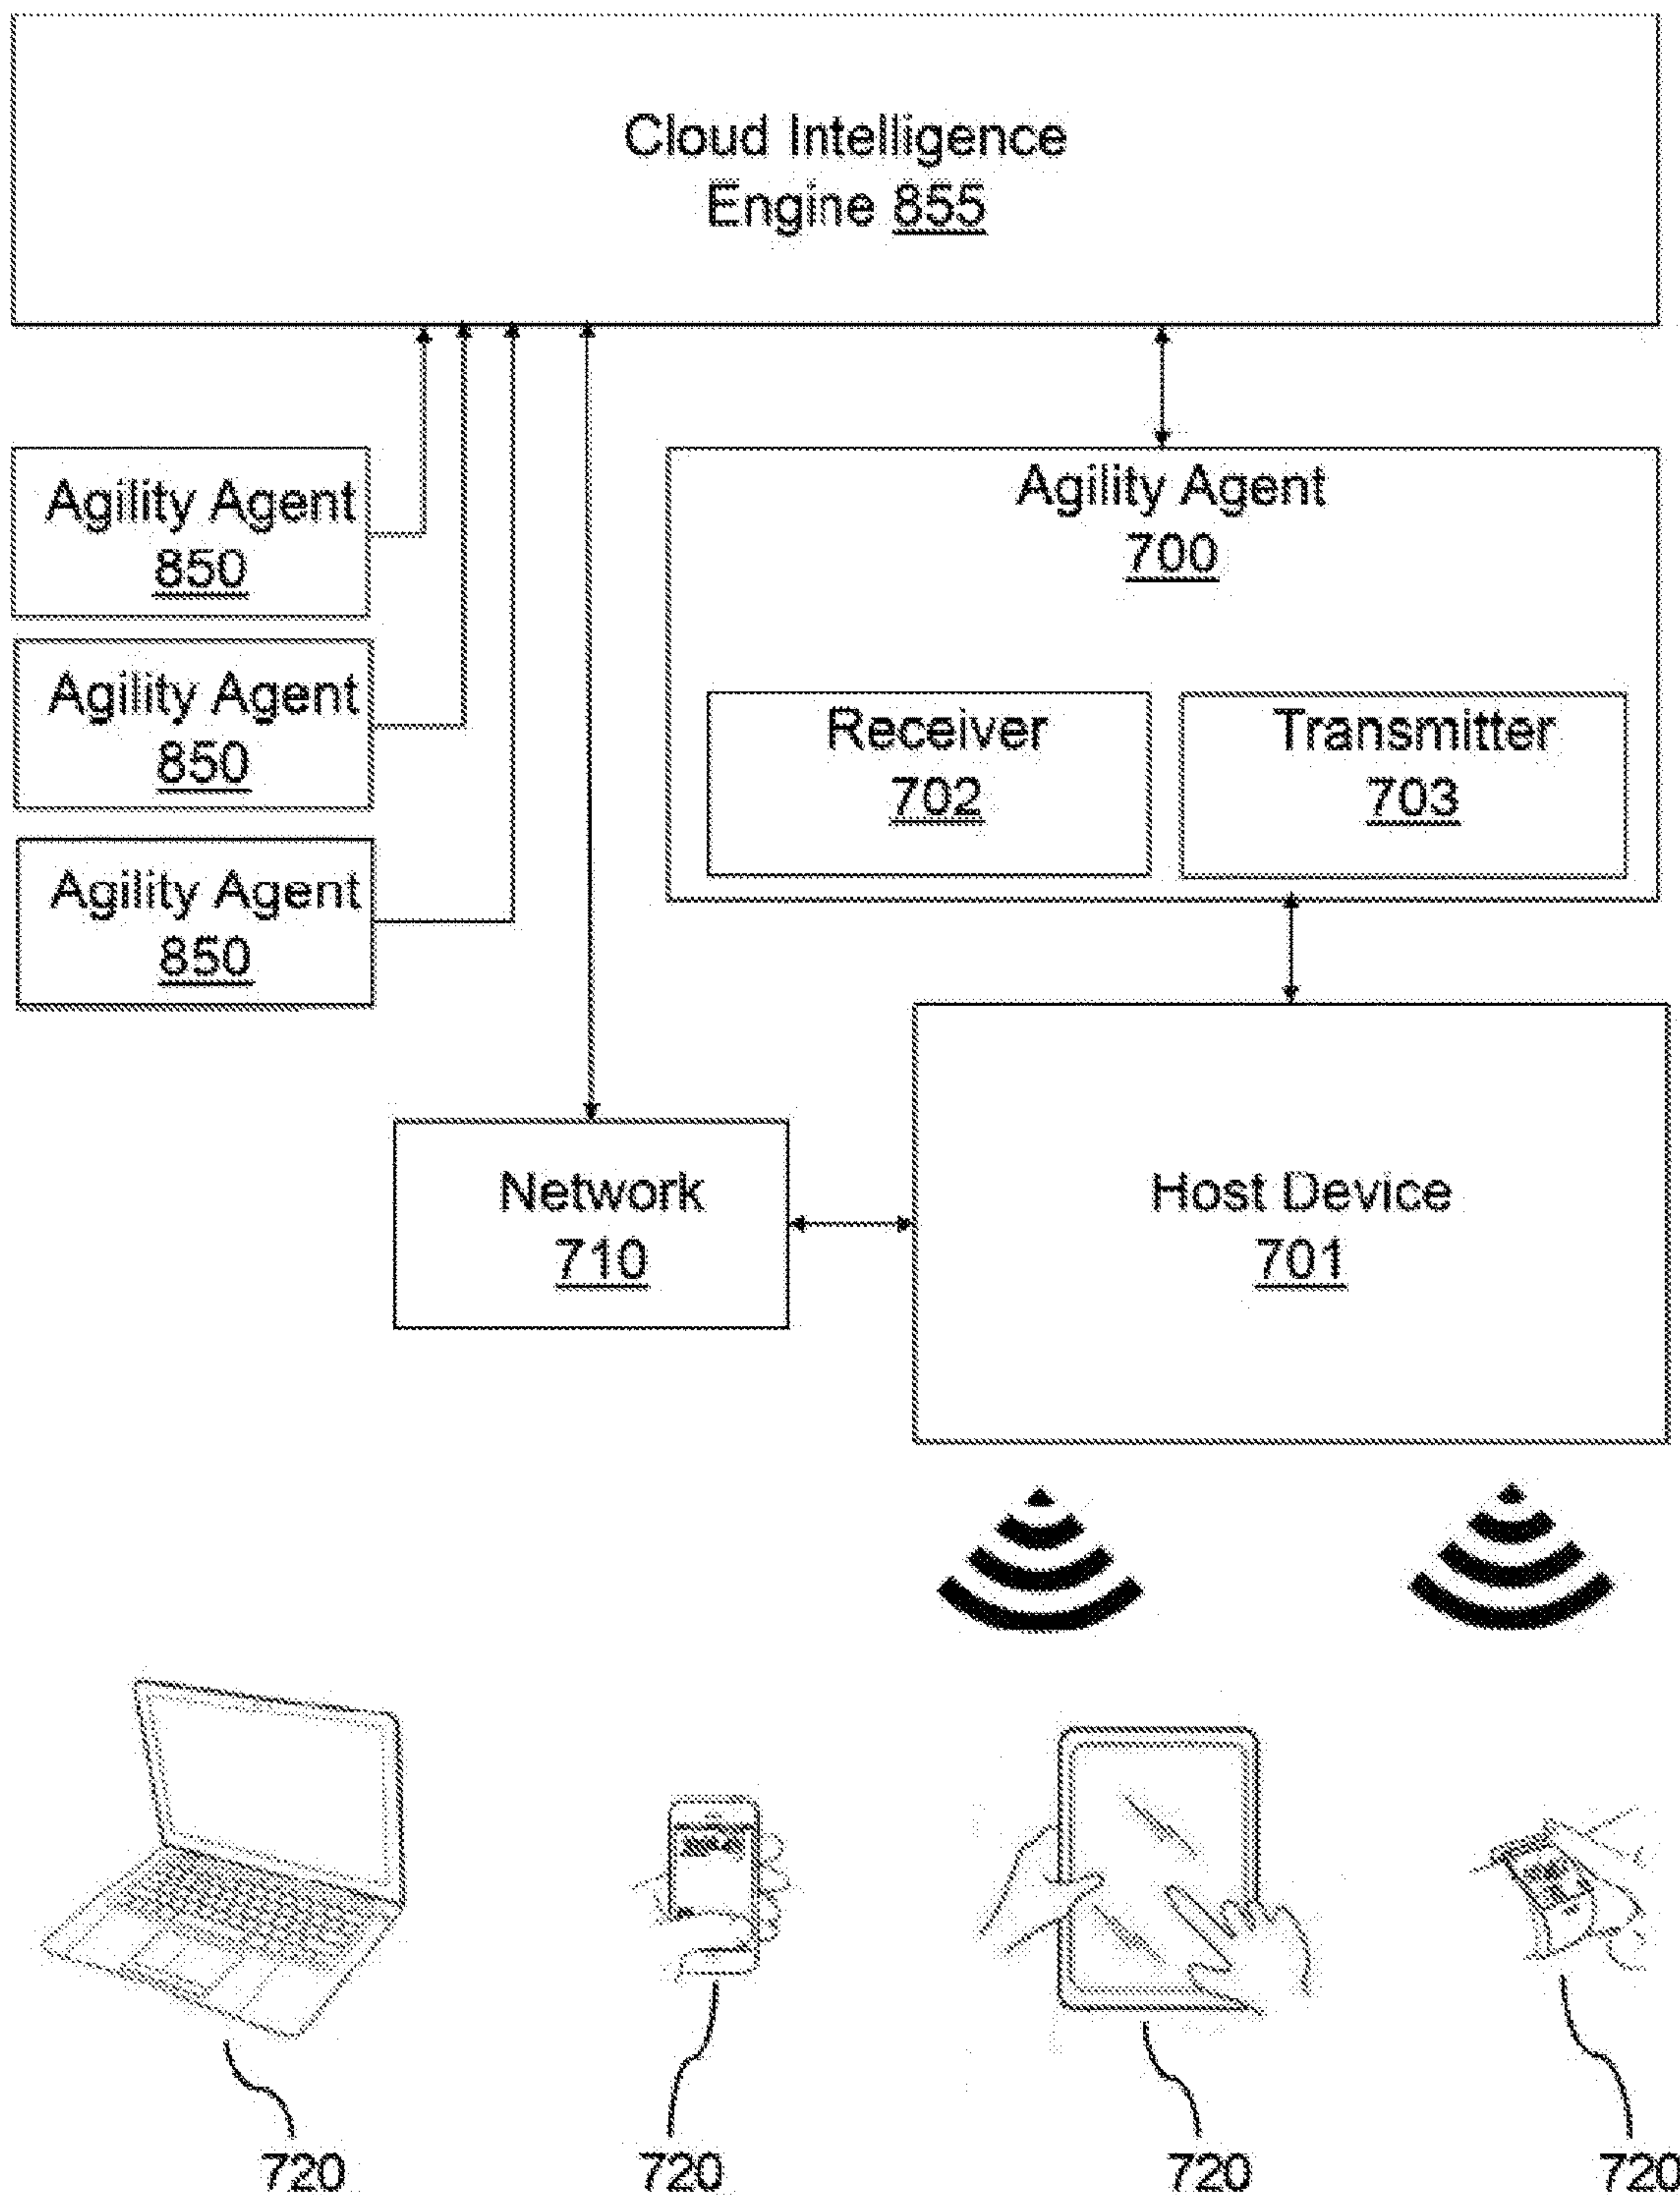 Cloud Intelligence
Engine 855
Agility Agent
850
Agility Agent
850
Agility Agent
850
Agility Agent
700
Receiver
702
Transmitter
703
Network
710
Host Device
701
720
720
720
720